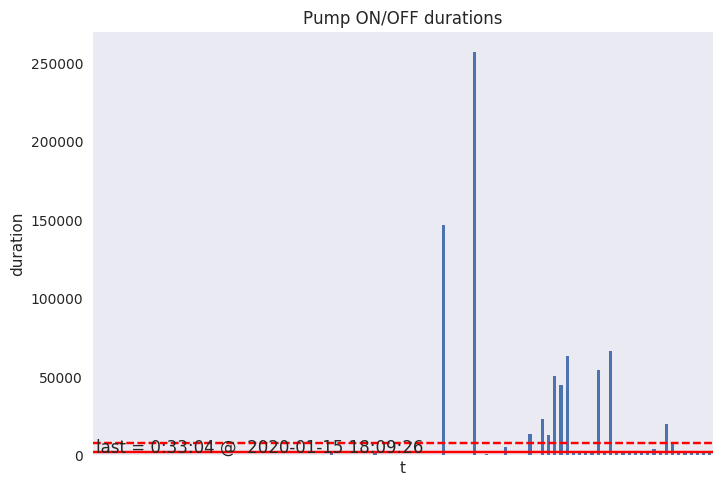 Pump ON/OFF durations
250000
200000
150000
100000
50000
0
duration
last = 0:33:04 @  2020-01-15 18:09:26
t